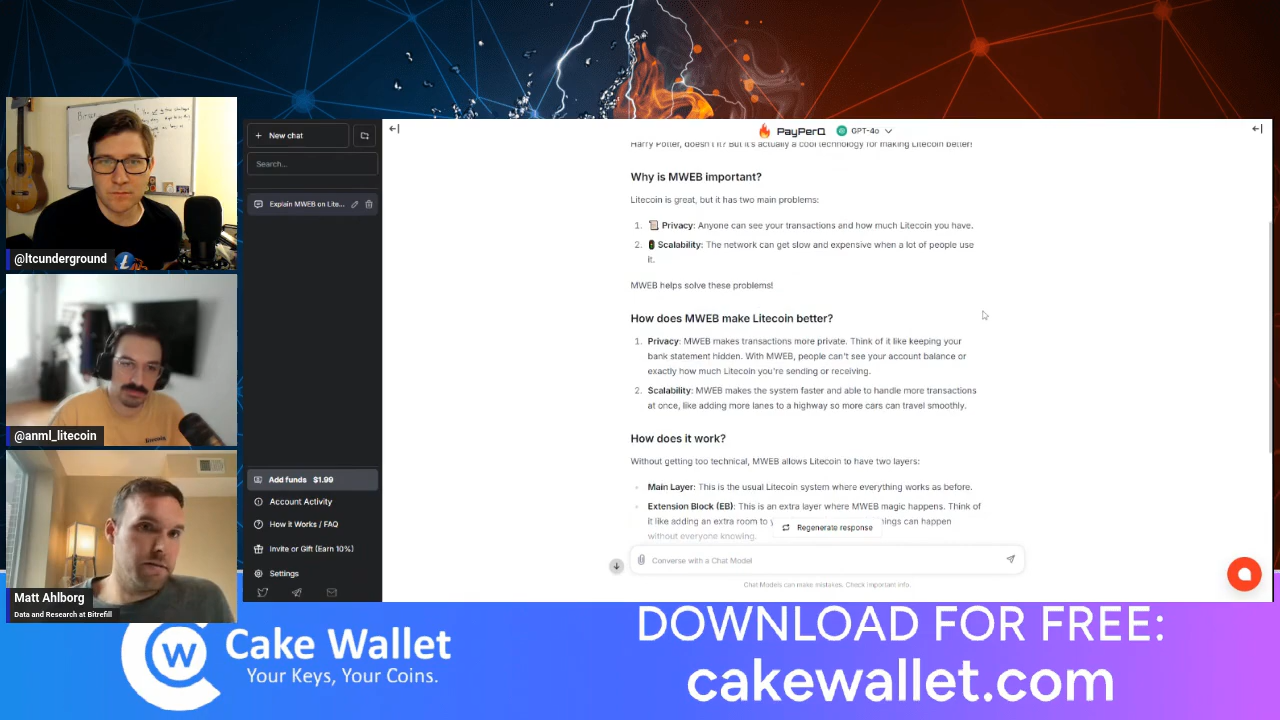 @ltcunderground
@anml_litecoin
Matt Ahlborg
Data and Research at Bitrefill
New chat
Search...
Explain MWEB on Lite...
Add funds $1.99
Account Activity
How it Works / FAQ
Invite or Gift (Earn 10%)
Settings
PayPerQ GPT-4o
Harry Potter, doesn't it? But it's actually a cool technology for making Litecoin better!
Why is MWEB important?
Litecoin is great, but it has two main problems:
1. Privacy: Anyone can see your transactions and how much Litecoin you have.
2. Scalability: The network can get slow and expensive when a lot of people use
it.
MWEB helps solve these problems!
How does MWEB make Litecoin better?
1. Privacy: MWEB makes transactions more private. Think of it like keeping your
bank statement hidden. With MWEB, people can't see your account balance or
exactly how much Litecoin you're sending or receiving.
2. Scalability: MWEB makes the system faster and able to handle more transactions
at once, like adding more lanes to a highway so more cars can travel smoothly.
How does it work?
Without getting too technical, MWEB allows Litecoin to have two layers:
Main Layer: This is the usual Litecoin system where everything works as before.
Extension Block (EB): This is an extra layer where MWEB magic happens. Think of
it like adding an extra room to
happen
without everyone knowing.
Regenerate response
Converse with a Chat Model
Chat Models can make mistakes. Check important info.
Cake Wallet
Your Keys, Your Coins.
DOWNLOAD FOR FREE:
cakewallet.com